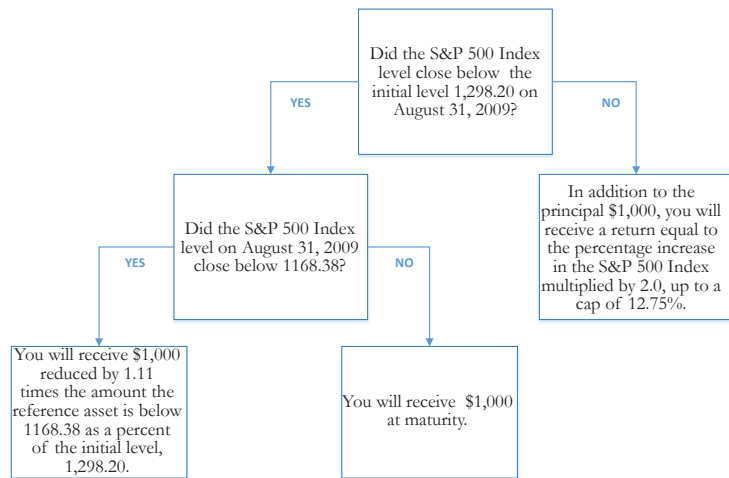 Did the S&P 500 Index
level close below the
initial level 1,298.20 on
August 31, 2009?
YES
NO
Did the S&P 500 Index
level on August 31, 2009
close below 1168.38?
In addition to the
principal $1,000, you will
receive a return equal to
the percentage increase
in the S&P 500 Index
multiplied by 2.0, up to a
cap of 12.75%.
YES
NO
You will receive $1,000
reduced by 1.11
times the amount the
reference asset is below
1168.38 as a percent
of the initial level,
1,298.20.
You will receive $1,000
at maturity.